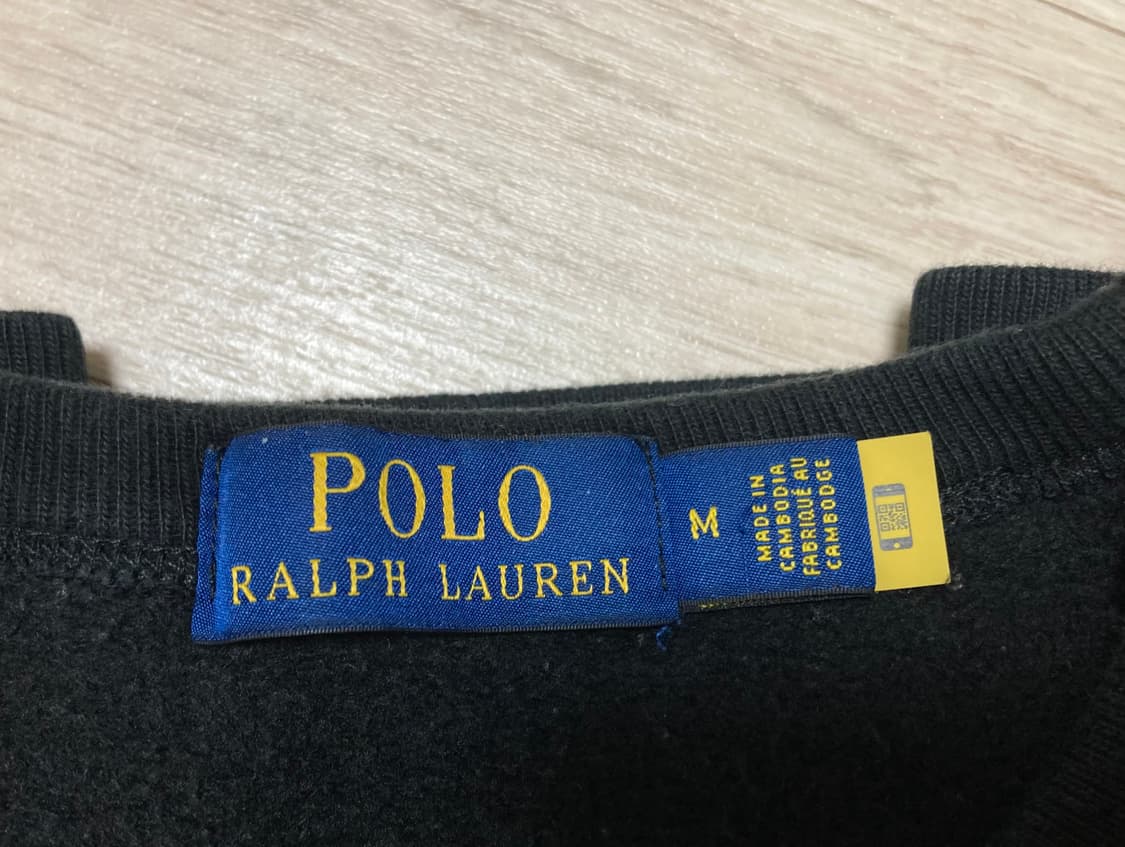 POLO
RALPH LAUREN
M
MADE IN
CAMBODIA
FABRIQUÉ AU
CAMBODGE